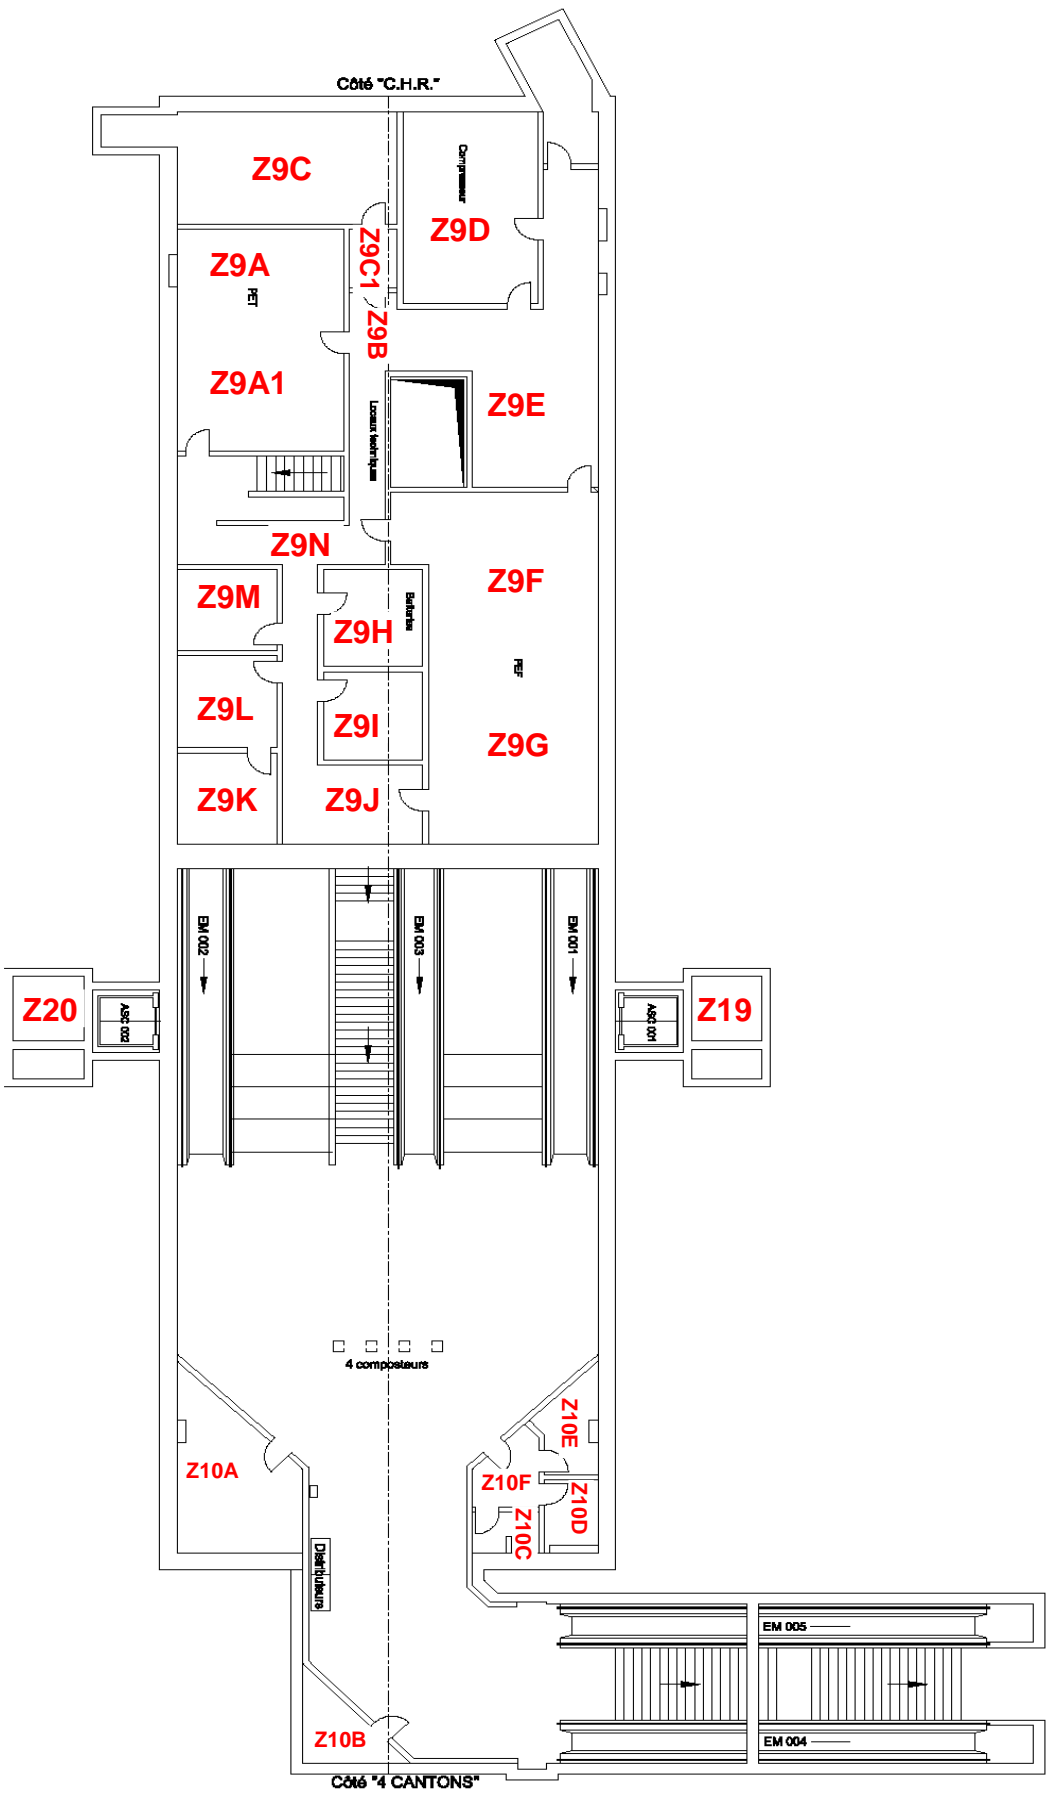 Côté "C.H.R."
Z9C
Compresseur
Z9D
Z9C1
Z9A
PET
Z9B
Z9A1
Z9E
Locaux techniques
Z9N
Z9F
Z9M
Batteries
Z9H
PEF
Z9L
Z9I
Z9G
Z9K
Z9J
EM 002
EM 003
EM 001
Z20
ASC 002
ASC 001
Z19
4 composteurs
Z10E
Z10A
Z10F
Z10D
Z10C
Distributeurs
EM 005
Z10B
EM 004
Côté "4 CANTONS"